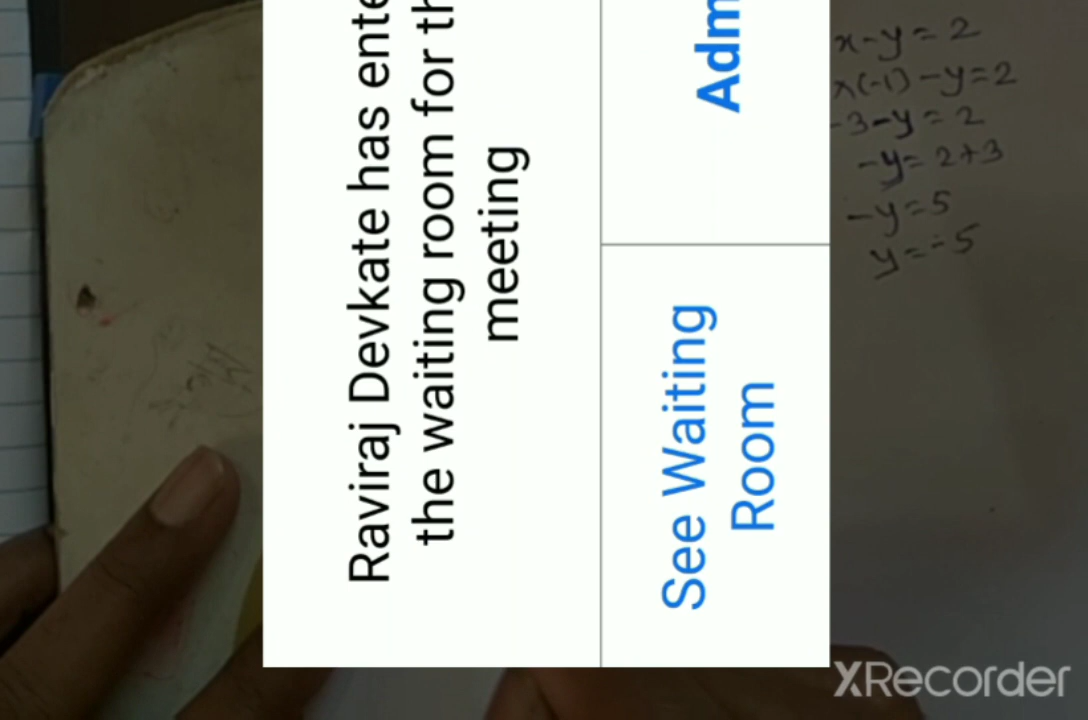 Raviraj Devkate has ente
the waiting room for th
meeting
See Waiting
Room
Adm
x-y=2
x(-1)-y=2
-3-y=2
-y=2+3
-y=5
y=-5
XRecorder